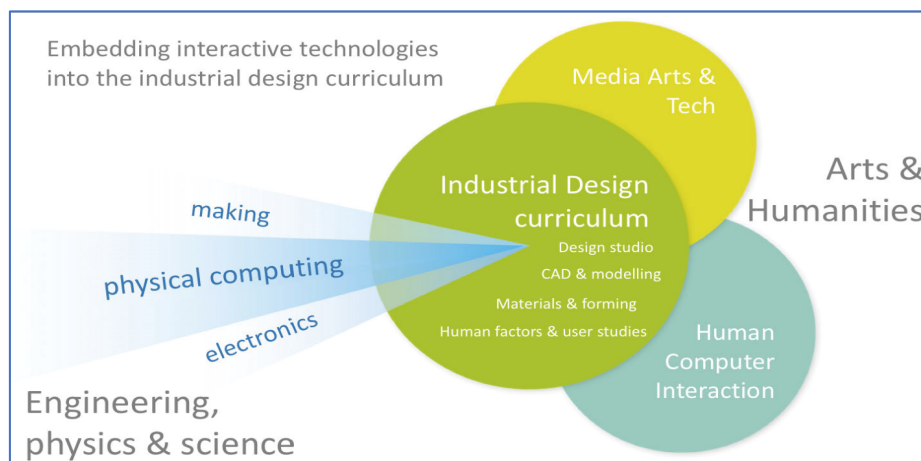 Embedding interactive technologies
into the industrial design curriculum
Media Arts &
Tech
Arts &
Humanities
Industrial Design
curriculum
Design studio
CAD & modelling
Materials & forming
Human factors & user studies
making
physical computing
electronics
Human
Computer
Interaction
Engineering,
physics & science